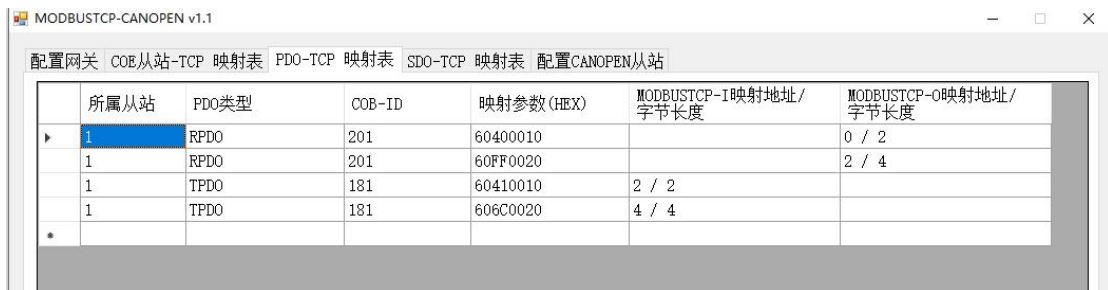 MODBUSTCP-CANOPEN v1.1
配置网关 COE从站-TCP 映射表 PDO-TCP 映射表 SDO-TCP 映射表 配置CANOPEN从站
所属从站 PDO类型 COB-ID 映射参数(HEX) MODBUSTCP-I映射地址/ MODBUSTCP-O映射地址/
字节长度 字节长度
1 RPDO 201 60400010 0 / 2
1 RPDO 201 60FF0020 2 / 4
1 TPDO 181 60410010 2 / 2
1 TPDO 181 606C0020 4 / 4